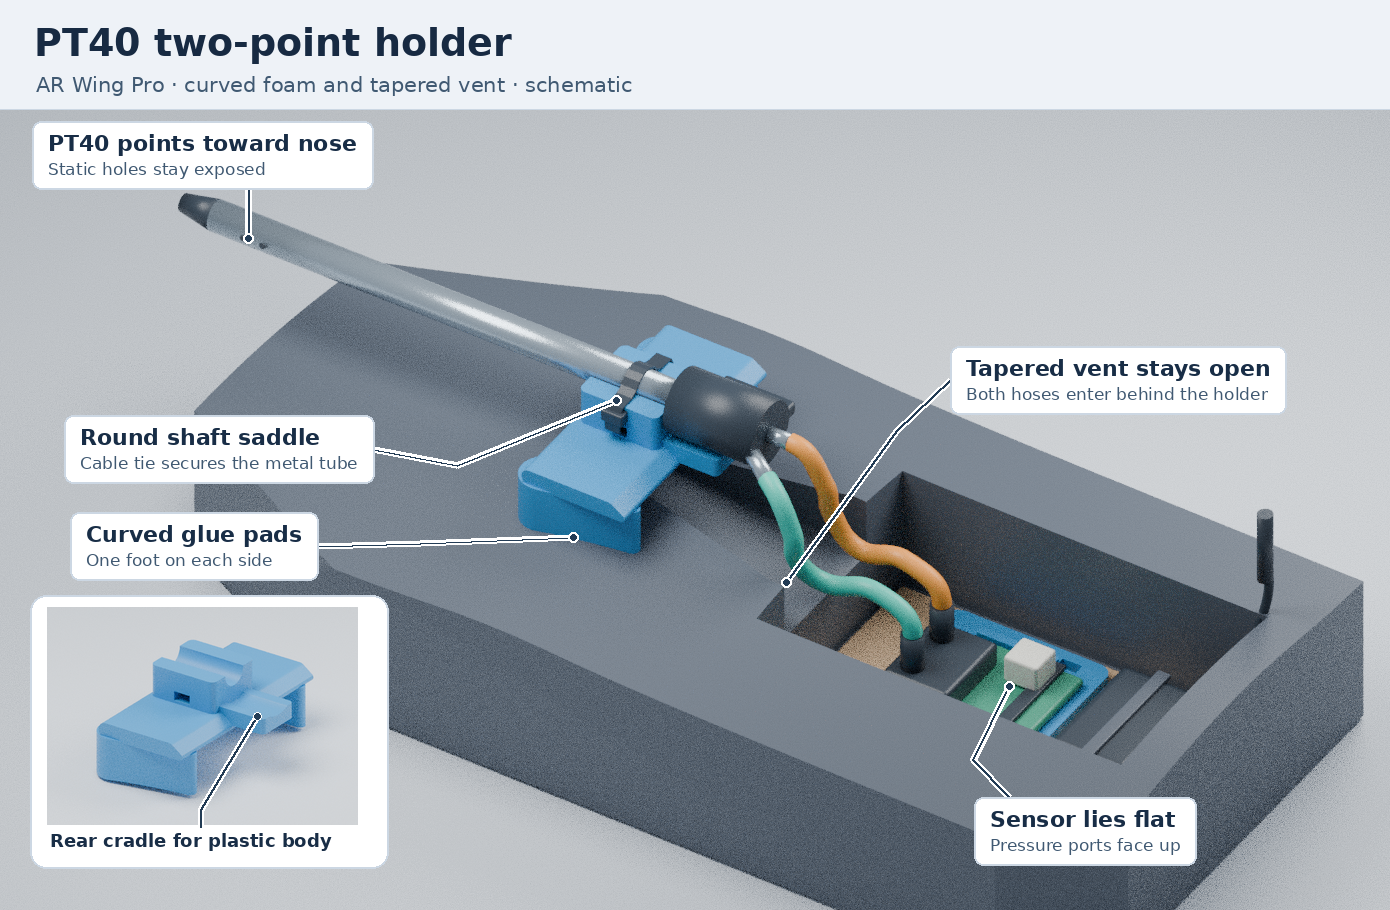 PT40 two-point holder
AR Wing Pro · curved foam and tapered vent · schematic
PT40 points toward nose
Static holes stay exposed
Tapered vent stays open
Both hoses enter behind the holder
Round shaft saddle
Cable tie secures the metal tube
Curved glue pads
One foot on each side
Rear cradle for plastic body
Sensor lies flat
Pressure ports face up